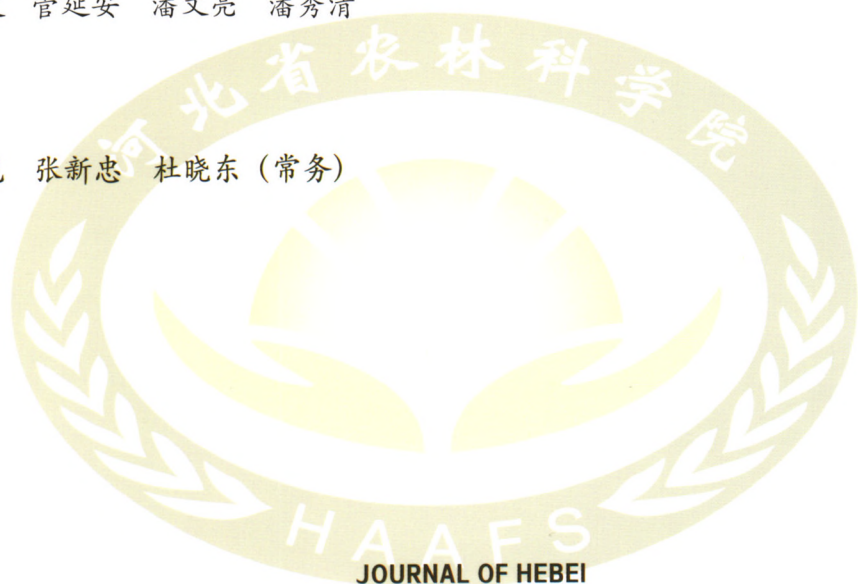 管延安 潘文亮 潘秀清
河北省农林科学院
张新忠 杜晓东（常务）
HAAFS
JOURNAL OF HEBEI